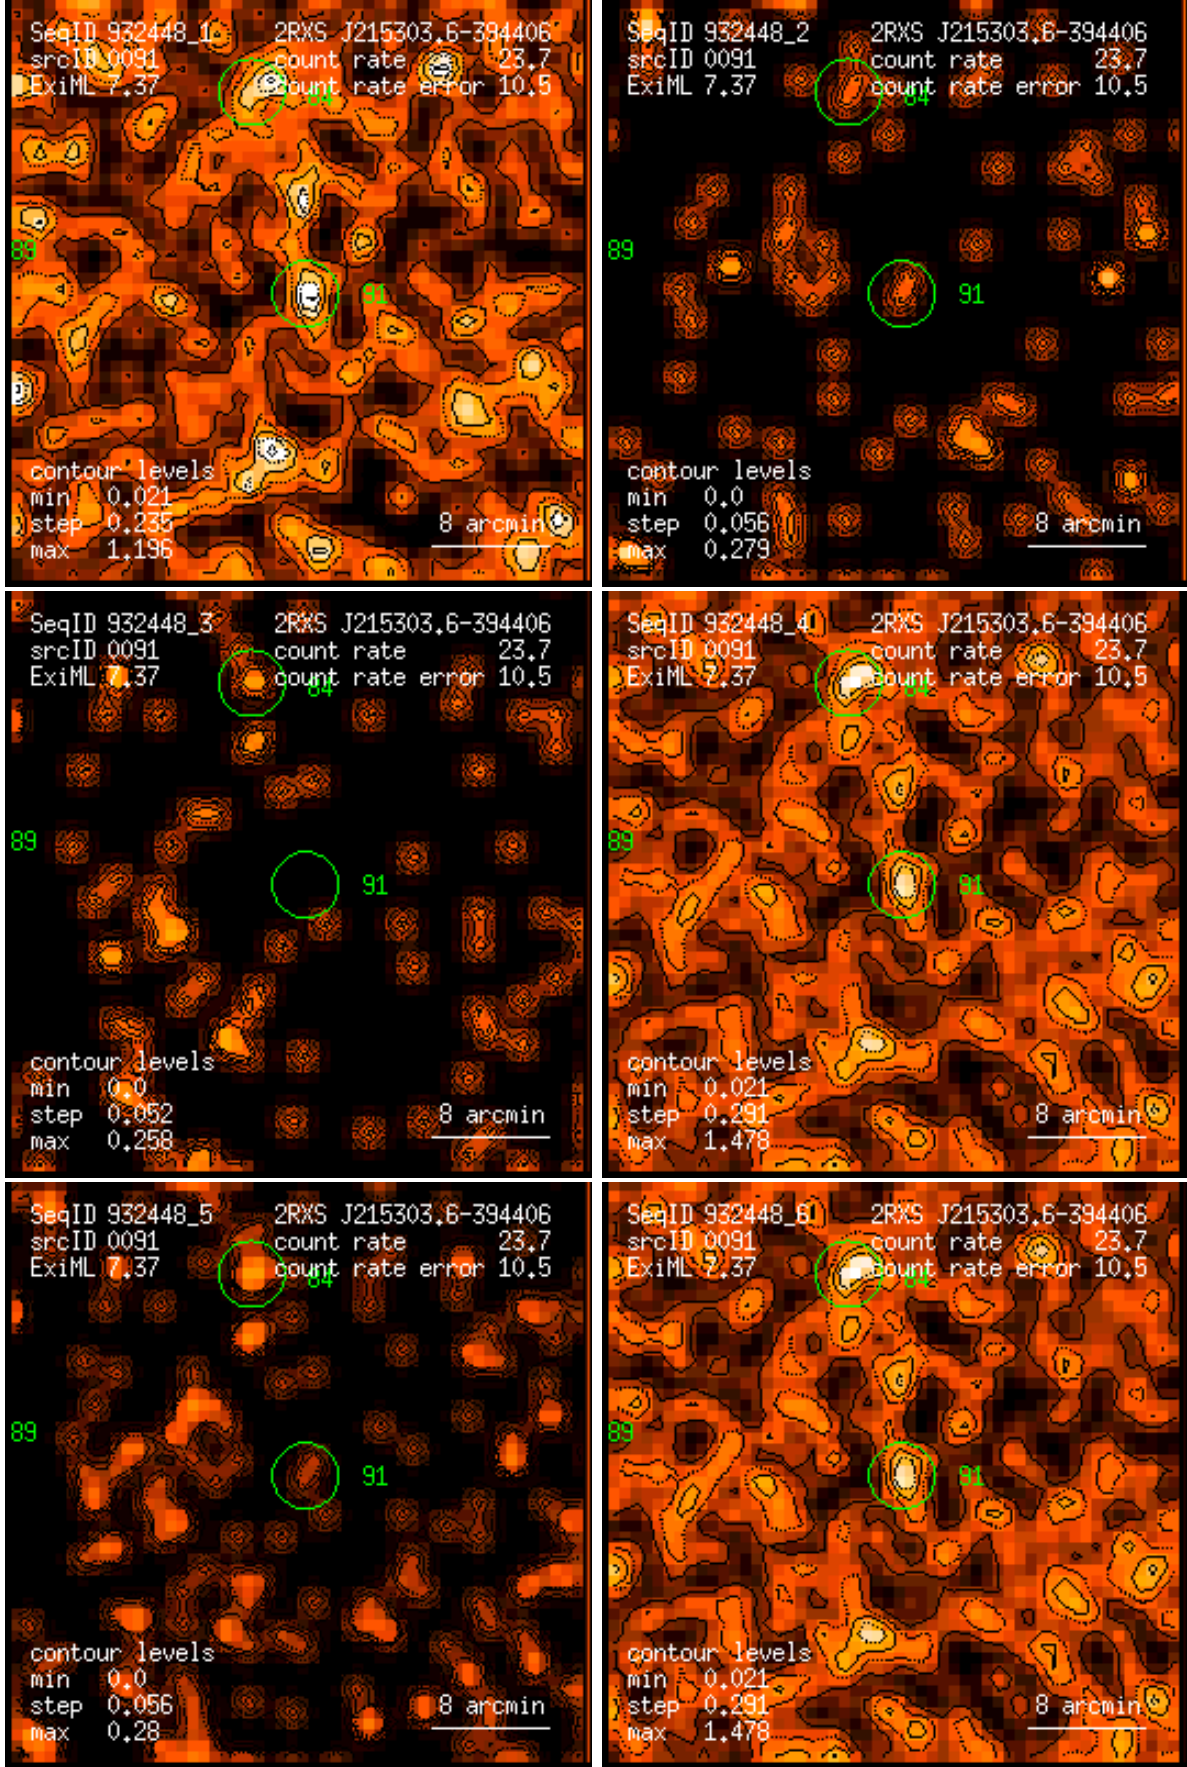 SeqID 932448_1 2RXS J215303.6-394406
srcID 0091 count rate 23.7
ExiML 7.37 count rate error 10.5
84
89
91
contour levels
min 0.021
step 0.235
max 1.196
8 arcmin
SeqID 932448_2 2RXS J215303.6-394406
srcID 0091 count rate 23.7
ExiML 7.37 count rate error 10.5
84
89
91
contour levels
min 0.0
step 0.056
max 0.279
8 arcmin
SeqID 932448_3 2RXS J215303.6-394406
srcID 0091 count rate 23.7
ExiML 7.37 count rate error 10.5
84
89
91
contour levels
min 0.0
step 0.052
max 0.258
8 arcmin
SeqID 932448_4 2RXS J215303.6-394406
srcID 0091 count rate 23.7
ExiML 7.37 count rate error 10.5
84
89
91
contour levels
min 0.021
step 0.291
max 1.478
8 arcmin
SeqID 932448_5 2RXS J215303.6-394406
srcID 0091 count rate 23.7
ExiML 7.37 count rate error 10.5
84
89
91
contour levels
min 0.0
step 0.056
max 0.28
8 arcmin
SeqID 932448_6 2RXS J215303.6-394406
srcID 0091 count rate 23.7
ExiML 7.37 count rate error 10.5
84
89
91
contour levels
min 0.021
step 0.291
max 1.478
8 arcmin